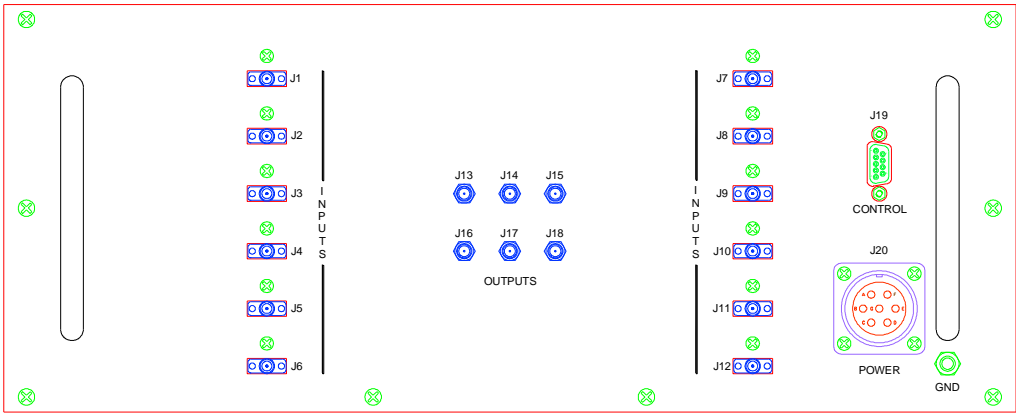 J1
J2
J3
J4
J5
J6
INPUTS
J13 J14 J15
J16 J17 J18
OUTPUTS
INPUTS
J7
J8
J9
J10
J11
J12
J19
CONTROL
J20
A F
B G E
C D
POWER
GND